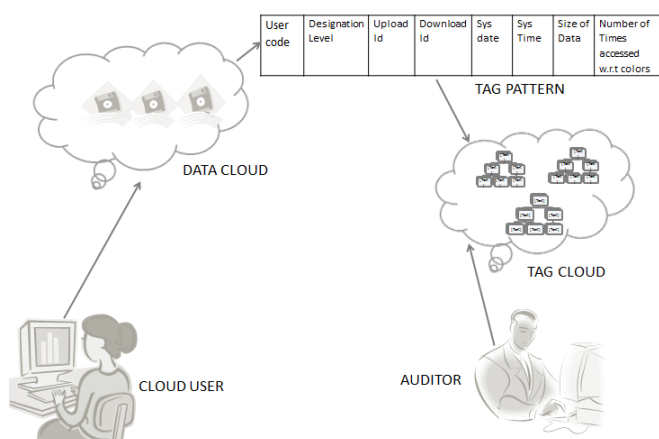 User code
Designation Level
Upload Id
Download Id
Sys date
Sys Time
Size of Data
Number of Times accessed w.r.t colors
TAG PATTERN
DATA CLOUD
TAG CLOUD
CLOUD USER
AUDITOR